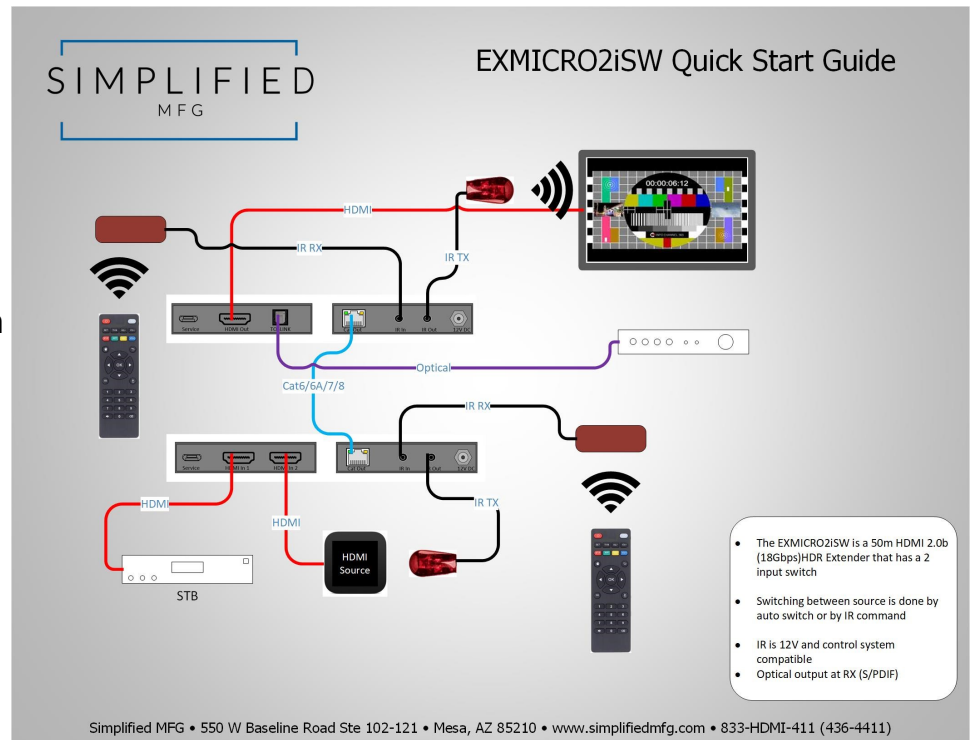 SIMPLIFIED
MFG
EXMICRO2iSW Quick Start Guide
00:00:06:12
HDMI
IR RX
IR TX
Service
HDMI Out
TOSLINK
IR In
IR Out
12V DC
Optical
Cat6/6A/7/8
IR RX
Service
HDMI In 1
HDMI In 2
Cat Out
IR In
IR Out
12V DC
HDMI
HDMI
IR TX
HDMI
Source
STB
OK
OK
• The EXMICRO2iSW is a 50m HDMI 2.0b
(18Gbps)HDR Extender that has a 2
input switch
• Switching between source is done by
auto switch or by IR command
• IR is 12V and control system
compatible
• Optical output at RX (S/PDIF)
Simplified MFG • 550 W Baseline Road Ste 102-121 • Mesa, AZ 85210 • www.simplifiedmfg.com • 833-HDMI-411 (436-4411)